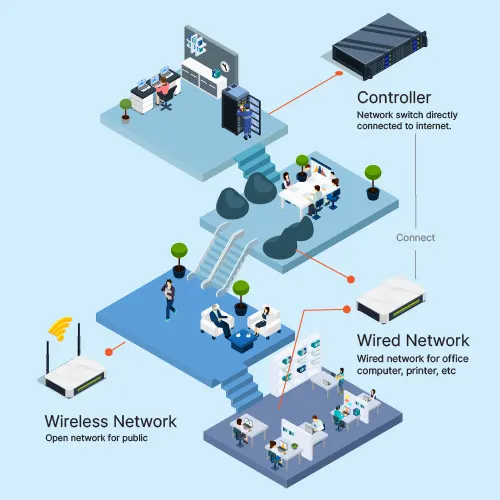 Controller
Network switch directly
connected to internet.
Connect
Wired Network
Wired network for office
computer, printer, etc
Wireless Network
Open network for public